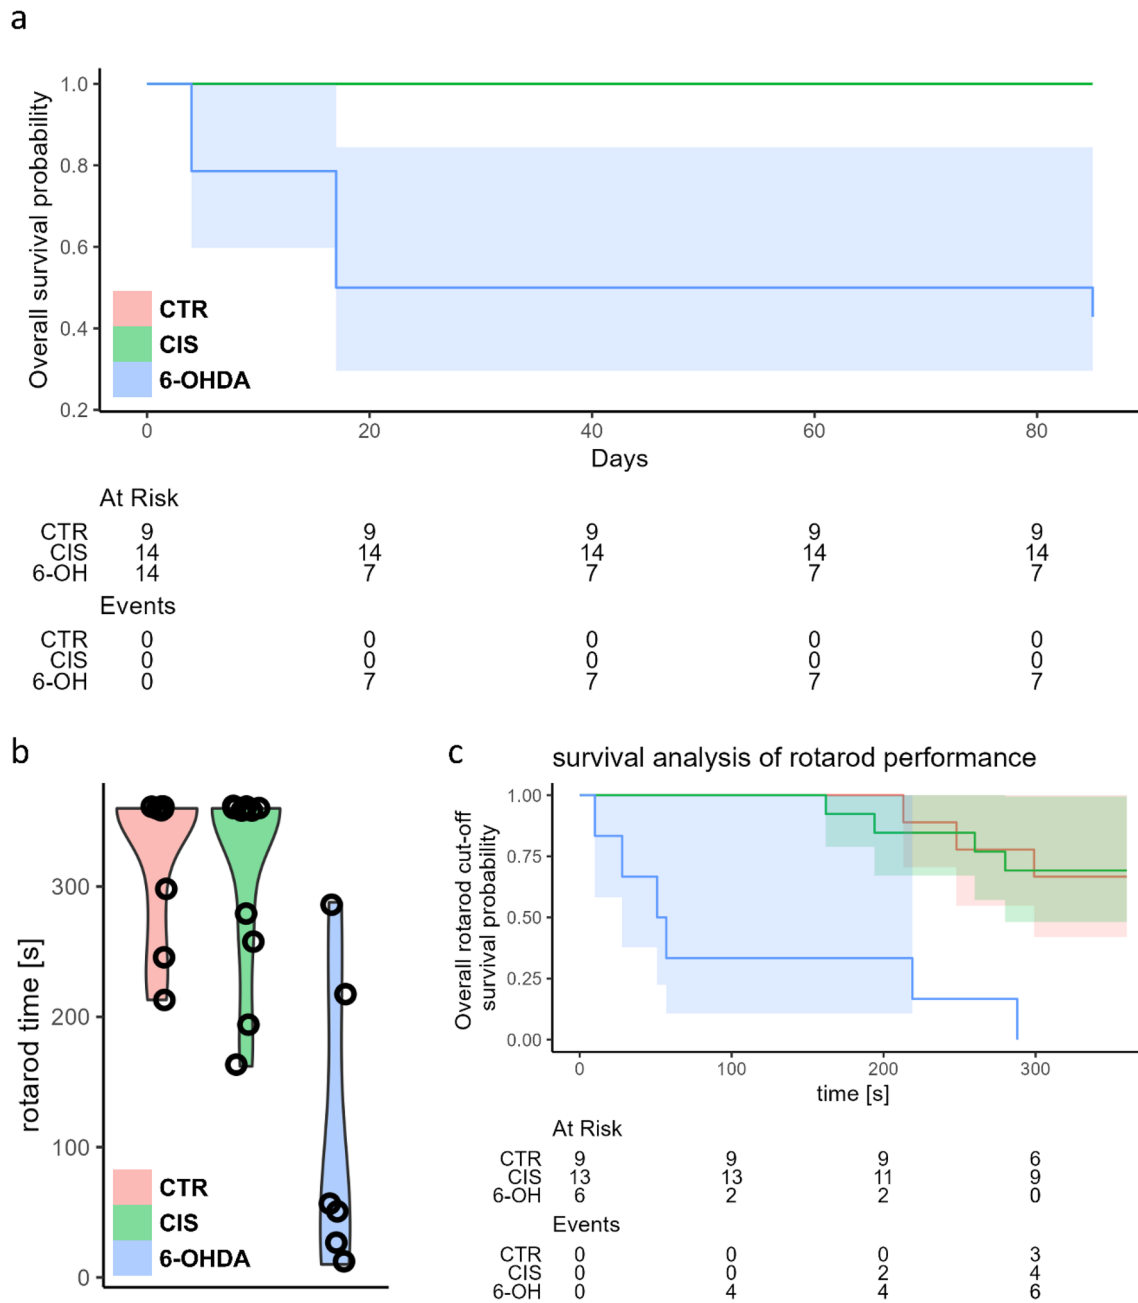 a
Overall survival probability
1.0
0.8
0.6
0.4
0.2
CTR
CIS
6-OHDA
0 20 40 60 80
Days
At Risk
CTR 9 9 9 9 9
CIS 14 14 14 14 14
6-OH 14 7 7 7 7
Events
CTR 0 0 0 0 0
CIS 0 0 0 0 0
6-OH 0 7 7 7 7
b
rotarod time [s]
300
200
100
0
CTR
CIS
6-OHDA
c
survival analysis of rotarod performance
Overall rotarod cut-off
survival probability
1.00
0.75
0.50
0.25
0.00
0 100 200 300
time [s]
At Risk
CTR 9 9 9 6
CIS 13 13 11 9
6-OH 6 2 2 0
Events
CTR 0 0 0 3
CIS 0 0 2 4
6-OH 0 4 4 6